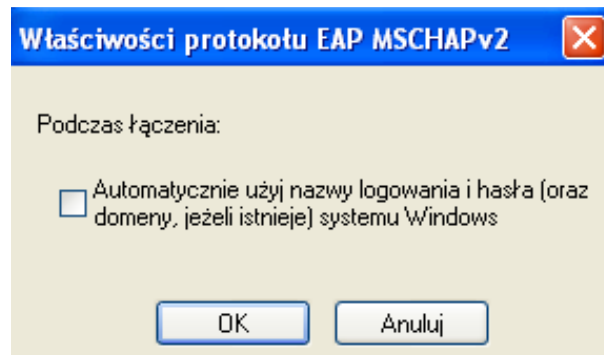 Właściwości protokołu EAP MSCHAPv2
Podczas łączenia:
Automatycznie użyj nazwy logowania i hasła (oraz
domeny, jeżeli istnieje) systemu Windows
OK Anuluj